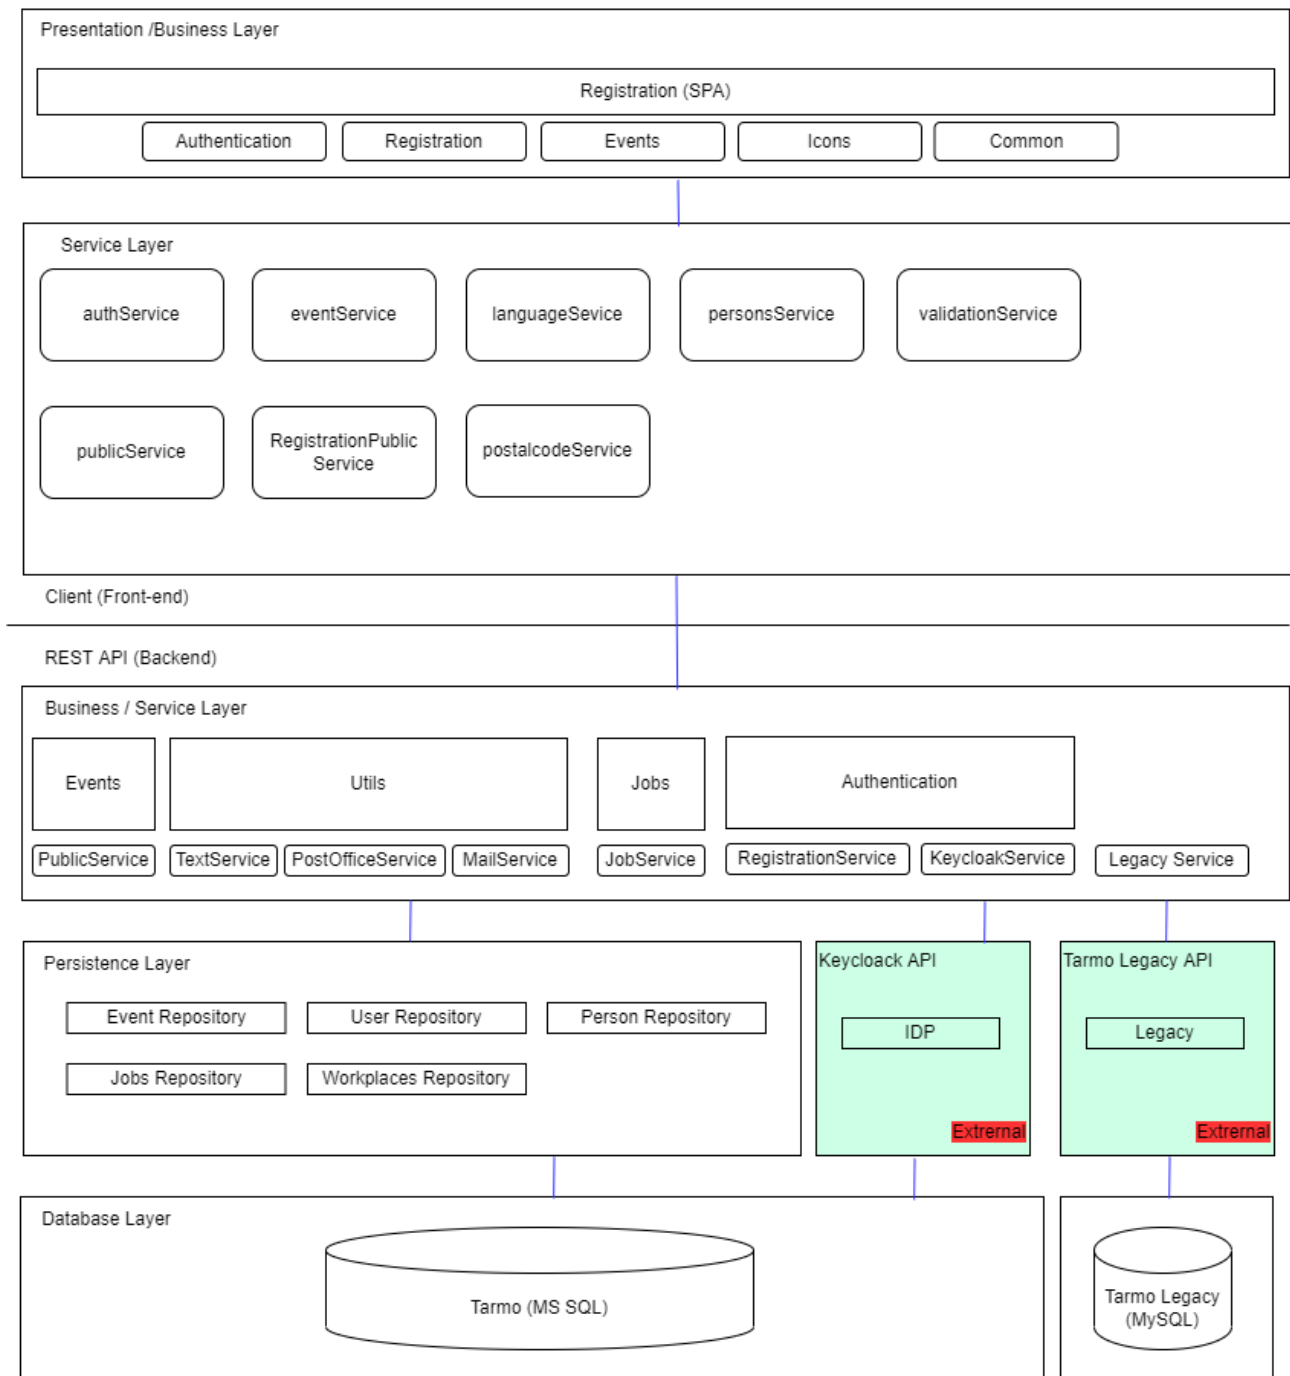 Presentation /Business Layer
Registration (SPA)
Authentication
Registration
Events
Icons
Common
Service Layer
authService
eventService
languageSevice
personsService
validationService
publicService
RegistrationPublic
Service
postalcodeService
Client (Front-end)
REST API (Backend)
Business / Service Layer
Events
Utils
Jobs
Authentication
PublicService
TextService
PostOfficeService
MailService
JobService
RegistrationService
KeycloakService
Legacy Service
Persistence Layer
Event Repository
User Repository
Person Repository
Jobs Repository
Workplaces Repository
Keycloack API
IDP
Extrernal
Tarmo Legacy API
Legacy
Extrernal
Database Layer
Tarmo (MS SQL)
Tarmo Legacy
(MySQL)